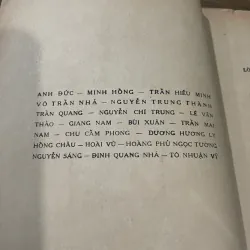 ANH ĐỨC — MINH HỒNG — TRẦN HIẾU MINH
VÕ TRẦN NHÃ — NGUYỄN TRUNG THÀNH
TRẦN QUANG — NGUYỄN CHÍ TRUNG — LÊ VĂN
THẢO — GIANG NAM — BÙI XUÂN — TRẦN MAI
NAM — CHU CẨM PHONG — DƯƠNG HƯƠNG LY
HỒNG CHÂU — HOÀI VŨ — HOÀNG PHỦ NGỌC TƯỜNG
NGUYỄN SÁNG — ĐINH QUANG NHÃ — TÔ NHUẬN VỸ